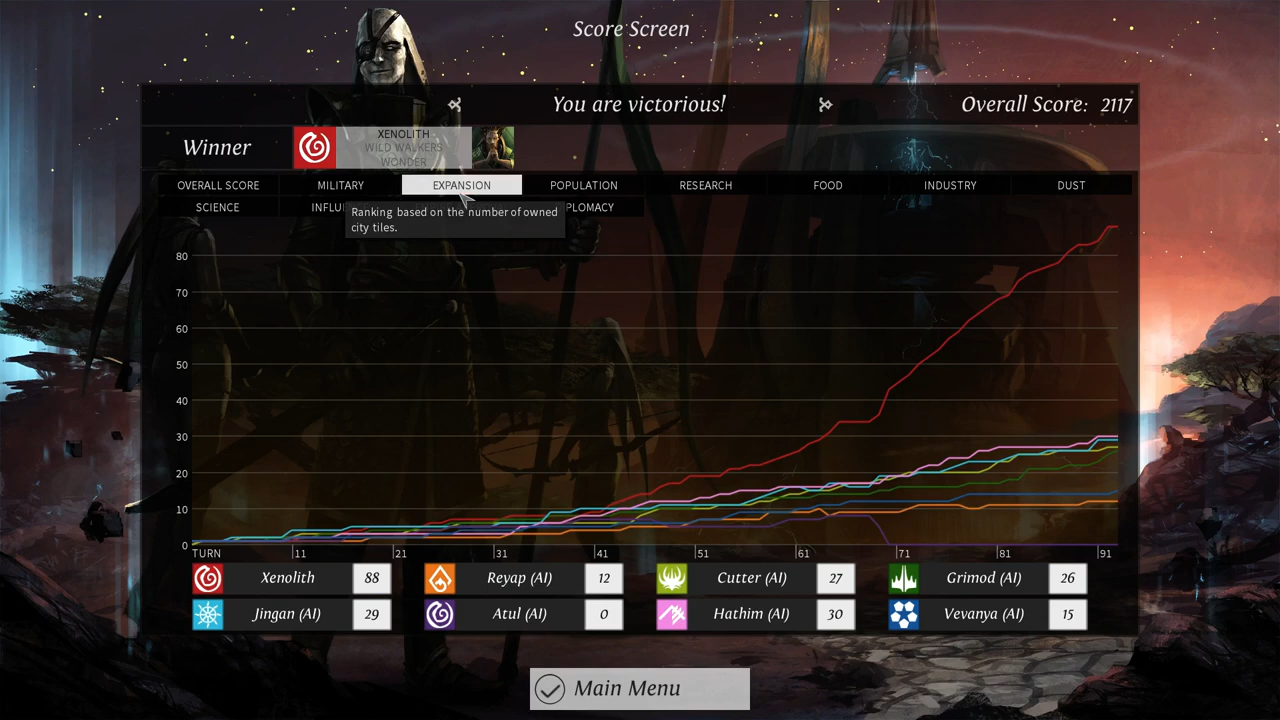 Score Screen
You are victorious!
Overall Score: 2117
Winner
XENOLITH
WILD WALKERS
WONDER
OVERALL SCORE MILITARY EXPANSION POPULATION RESEARCH FOOD INDUSTRY DUST
SCIENCE INFLU PLOMACY
Ranking based on the number of owned
city tiles.
80
70
60
50
40
30
20
10
0
TURN 11 21 31 41 51 61 71 81 91
Xenolith 88 Reyap (AI) 12 Cutter (AI) 27 Grimod (AI) 26
Jingan (AI) 29 Atul (AI) 0 Hathim (AI) 30 Vevanya (AI) 15
Main Menu